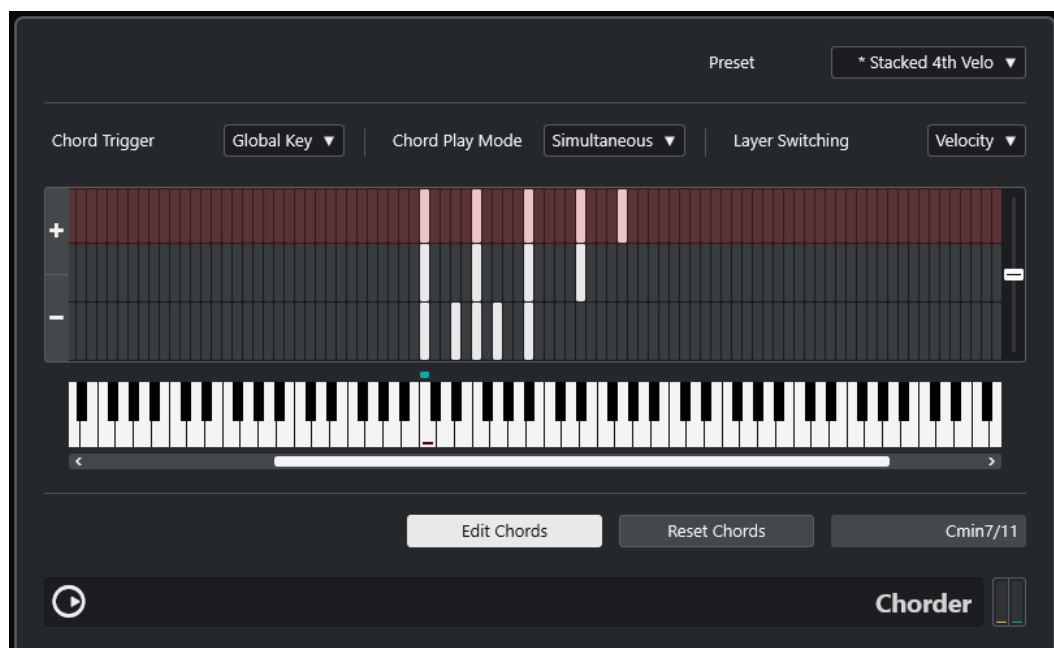 Preset * Stacked 4th Velo
Chord Trigger Global Key Chord Play Mode Simultaneous Layer Switching Velocity
+
−
Edit Chords Reset Chords Cmin7/11
Chorder